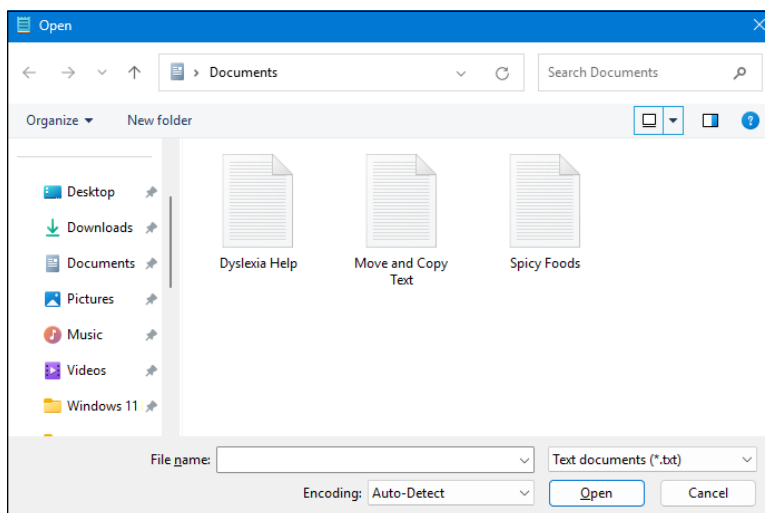 Open
Documents
Search Documents
Organize
New folder
Desktop
Downloads
Documents
Pictures
Music
Videos
Windows 11
Dyslexia Help
Move and Copy
Text
Spicy Foods
File name:
Text documents (*.txt)
Encoding: Auto-Detect
Open
Cancel